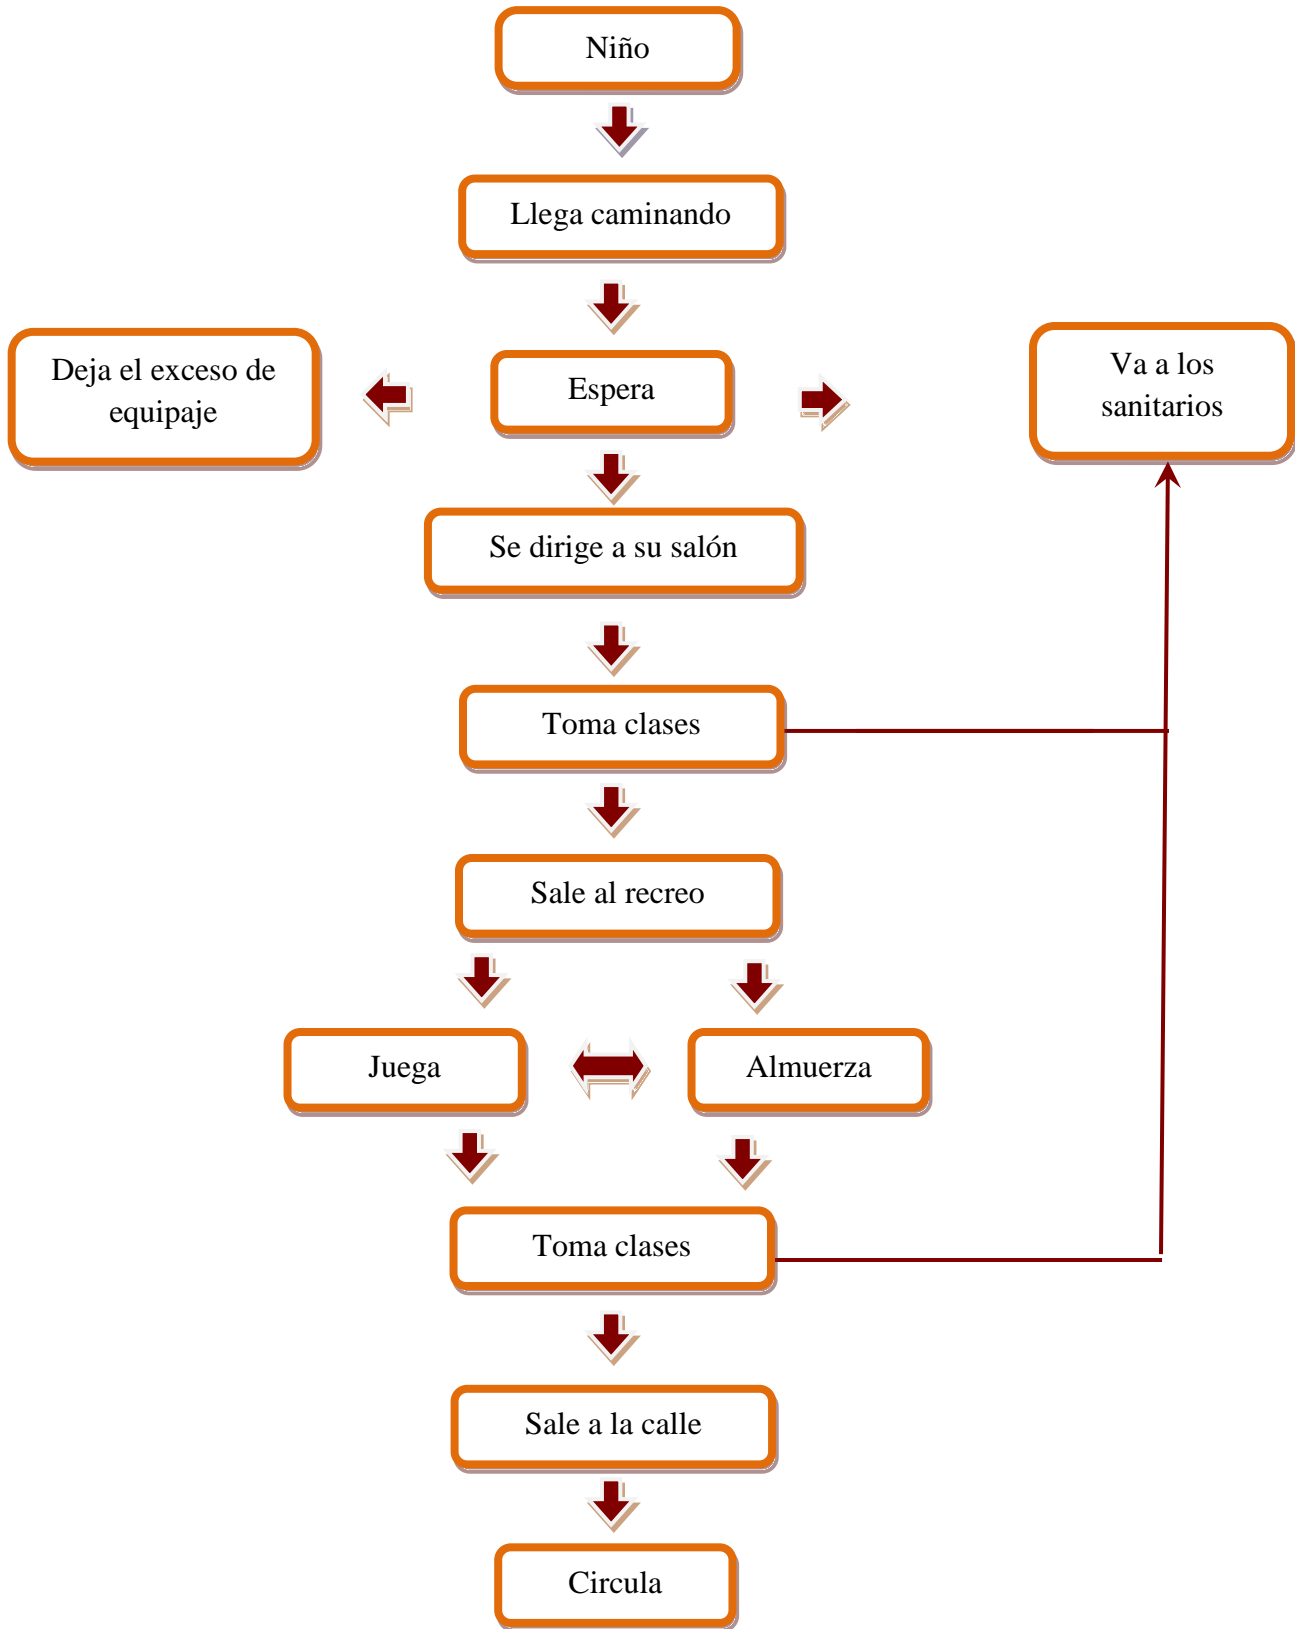 Niño
Llega caminando
Deja el exceso de
equipaje
Espera
Va a los
sanitarios
Se dirige a su salón
Toma clases
Sale al recreo
Juega
Almuerza
Toma clases
Sale a la calle
Circula